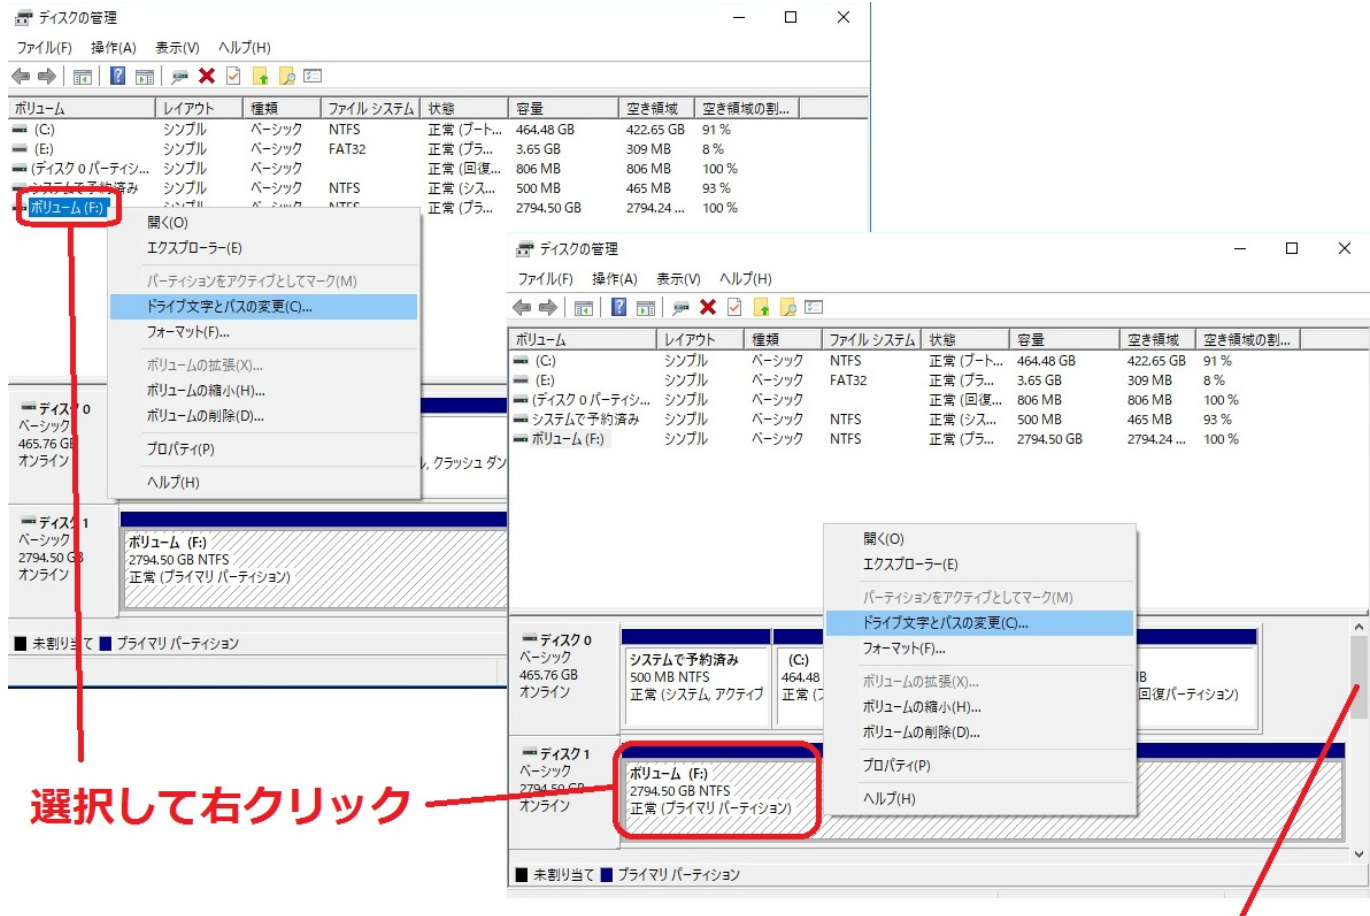 ディスクの管理
ファイル(F) 操作(A) 表示(V) ヘルプ(H)
ボリューム レイアウト 種類 ファイル システム 状態 容量 空き領域 空き領域の割...
(C:) シンプル ベーシック NTFS 正常 (ブート... 464.48 GB 422.65 GB 91 %
(E:) シンプル ベーシック FAT32 正常 (プラ... 3.65 GB 309 MB 8 %
(ディスク 0 パーティシ... シンプル ベーシック 正常 (回復... 806 MB 806 MB 100 %
システムで予約済み シンプル ベーシック NTFS 正常 (シス... 500 MB 465 MB 93 %
ボリューム (F:) シンプル ベーシック NTFS 正常 (プラ... 2794.50 GB 2794.24 ... 100 %
開く(O)
エクスプローラー(E)
パーティションをアクティブとしてマーク(M)
ドライブ文字とパスの変更(C)...
フォーマット(F)...
ボリュームの拡張(X)...
ボリュームの縮小(H)...
ボリュームの削除(D)...
プロパティ(P)
ヘルプ(H)
ディスク 0
ベーシック
465.76 GB
オンライン
, クラッシュ ダン
ディスク 1
ベーシック
2794.50 GB
オンライン
ボリューム (F:)
2794.50 GB NTFS
正常 (プライマリ パーティション)
未割り当て プライマリ パーティション
選択して右クリック
ディスクの管理
ファイル(F) 操作(A) 表示(V) ヘルプ(H)
ボリューム レイアウト 種類 ファイル システム 状態 容量 空き領域 空き領域の割...
(C:) シンプル ベーシック NTFS 正常 (ブート... 464.48 GB 422.65 GB 91 %
(E:) シンプル ベーシック FAT32 正常 (プラ... 3.65 GB 309 MB 8 %
(ディスク 0 パーティシ... シンプル ベーシック 正常 (回復... 806 MB 806 MB 100 %
システムで予約済み シンプル ベーシック NTFS 正常 (シス... 500 MB 465 MB 93 %
ボリューム (F:) シンプル ベーシック NTFS 正常 (プラ... 2794.50 GB 2794.24 ... 100 %
開く(O)
エクスプローラー(E)
パーティションをアクティブとしてマーク(M)
ドライブ文字とパスの変更(C)...
フォーマット(F)...
ボリュームの拡張(X)...
ボリュームの縮小(H)...
ボリュームの削除(D)...
プロパティ(P)
ヘルプ(H)
ディスク 0
ベーシック
465.76 GB
オンライン
システムで予約済み
500 MB NTFS
正常 (システム, アクティブ
(C:)
464.48
正常 (ブ
B
回復パーティション)
ディスク 1
ベーシック
2794.50 GB
オンライン
ボリューム (F:)
2794.50 GB NTFS
正常 (プライマリ パーティション)
未割り当て プライマリ パーティション